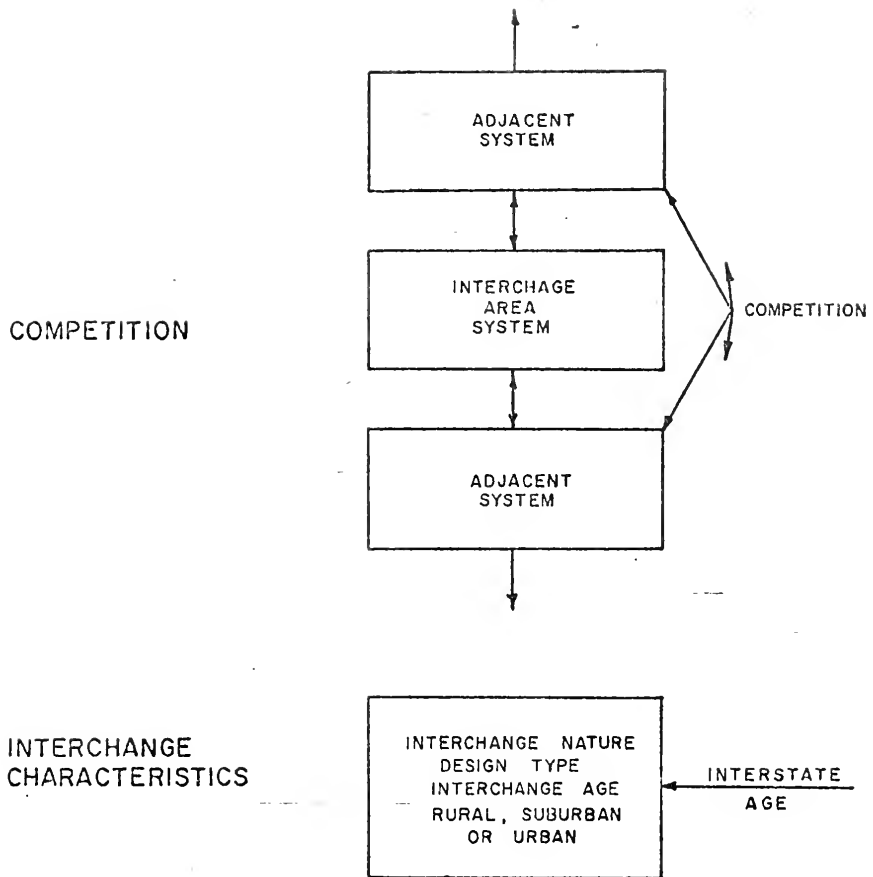 ADJACENT
SYSTEM
COMPETITION
INTERCHAGE
AREA
SYSTEM
COMPETITION
ADJACENT
SYSTEM
INTERCHANGE
CHARACTERISTICS
INTERCHANGE NATURE
DESIGN TYPE
INTERCHANGE AGE
RURAL, SUBURBAN
OR URBAN
INTERSTATE
AGE